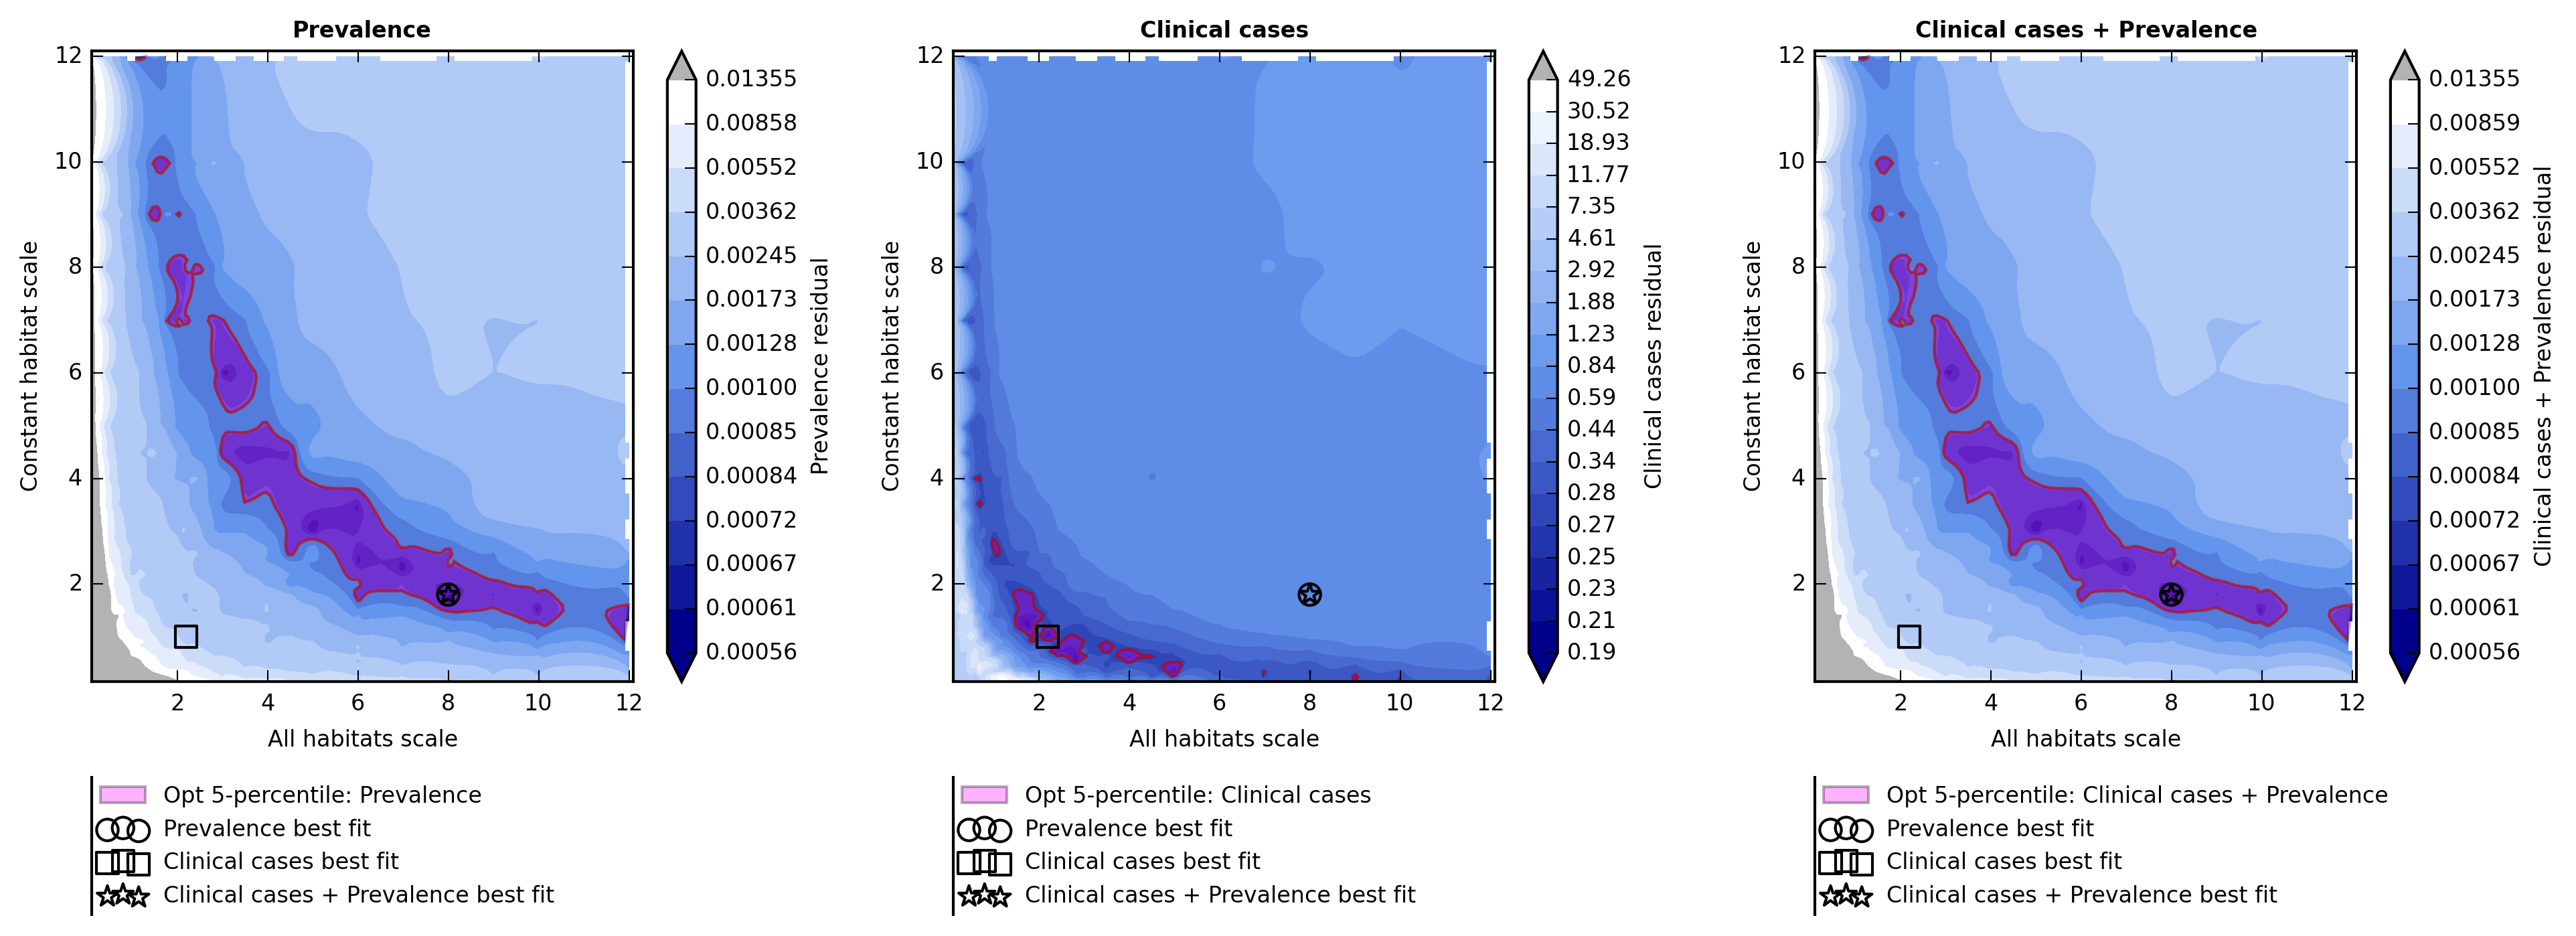 Prevalence
12
10
8
6
4
2
Constant habitat scale
2 4 6 8 10 12
All habitats scale
0.01355
0.00858
0.00552
0.00362
0.00245
0.00173
0.00128
0.00100
0.00085
0.00084
0.00072
0.00067
0.00061
0.00056
Prevalence residual
Opt 5-percentile: Prevalence
Prevalence best fit
Clinical cases best fit
Clinical cases + Prevalence best fit
Clinical cases
12
10
8
6
4
2
Constant habitat scale
2 4 6 8 10 12
All habitats scale
49.26
30.52
18.93
11.77
7.35
4.61
2.92
1.88
1.23
0.84
0.59
0.44
0.34
0.28
0.27
0.25
0.23
0.21
0.19
Clinical cases residual
Opt 5-percentile: Clinical cases
Prevalence best fit
Clinical cases best fit
Clinical cases + Prevalence best fit
Clinical cases + Prevalence
12
10
8
6
4
2
Constant habitat scale
2 4 6 8 10 12
All habitats scale
0.01355
0.00859
0.00552
0.00362
0.00245
0.00173
0.00128
0.00100
0.00085
0.00084
0.00072
0.00067
0.00061
0.00056
Clinical cases + Prevalence residual
Opt 5-percentile: Clinical cases + Prevalence
Prevalence best fit
Clinical cases best fit
Clinical cases + Prevalence best fit